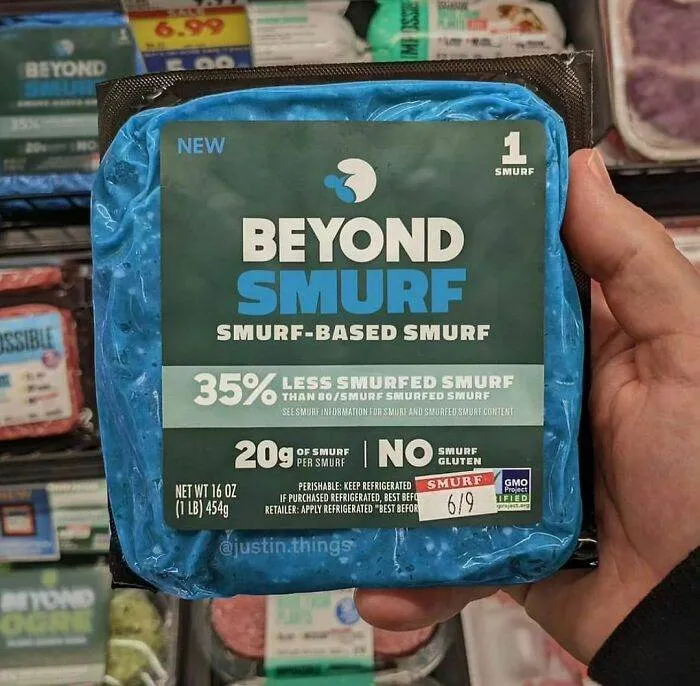 6.99
BEYOND
NEW
1
SMURF
BEYOND
SMURF
SMURF-BASED SMURF
35% LESS SMURFED SMURF
THAN 80/SMURF SMURFED SMURF
SEE SMURF INFORMATION FOR SMURF AND SMURFED SMURF CONTENT
20g OF SMURF PER SMURF
NO SMURF GLUTEN
NET WT 16 OZ
(1 LB) 454g
PERISHABLE: KEEP REFRIGERATED
IF PURCHASED REFRIGERATED, BEST BEFO
RETAILER: APPLY REFRIGERATED "BEST BEFOR
SMURF
6/9
GMO
Project
IFIED
project.org
@justin.things
OSSIBLE
BEYOND
OGRE